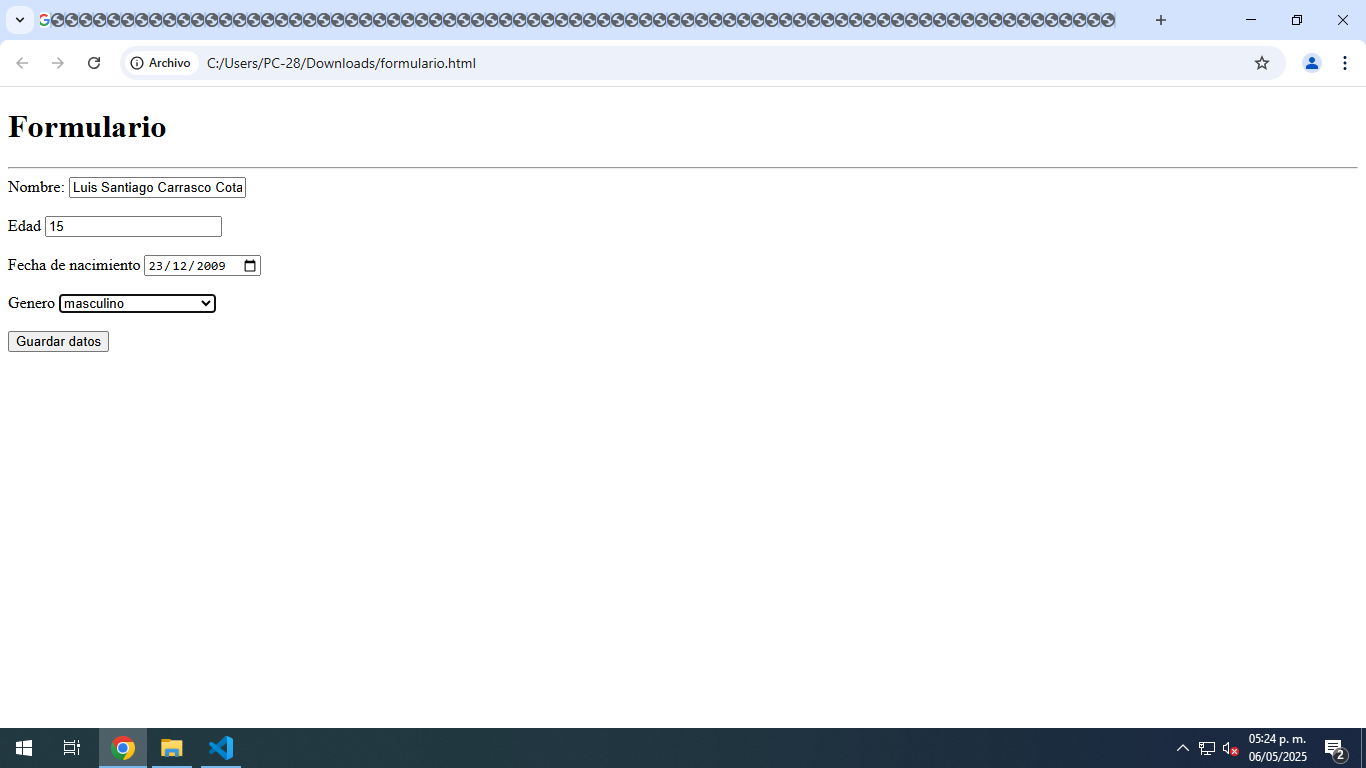 Archivo C:/Users/PC-28/Downloads/formulario.html
Formulario
Nombre: Luis Santiago Carrasco Cota
Edad 15
Fecha de nacimiento 23/12/2009
Genero masculino
Guardar datos
05:24 p. m.
06/05/2025
2